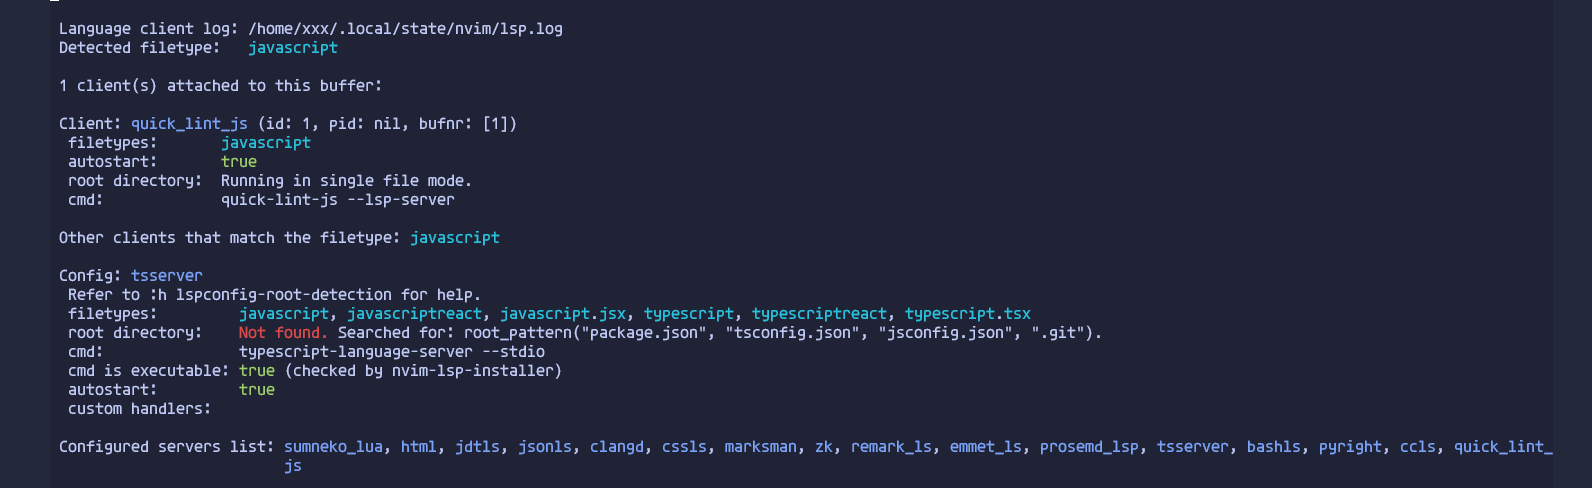 Language client log: /home/xxx/.local/state/nvim/lsp.log
Detected filetype:   javascript
1 client(s) attached to this buffer:
Client: quick_lint_js (id: 1, pid: nil, bufnr: [1])
filetypes:       javascript
autostart:       true
root directory:  Running in single file mode.
cmd:             quick-lint-js --lsp-server
Other clients that match the filetype: javascript
Config: tsserver
Refer to :h lspconfig-root-detection for help.
filetypes:         javascript, javascriptreact, javascript.jsx, typescript, typescriptreact, typescript.tsx
root directory:    Not found. Searched for: root_pattern("package.json", "tsconfig.json", "jsconfig.json", ".git").
cmd:               typescript-language-server --stdio
cmd is executable: true (checked by nvim-lsp-installer)
autostart:         true
custom handlers:
Configured servers list: sumneko_lua, html, jdtls, jsonls, clangd, cssls, marksman, zk, remark_ls, emmet_ls, prosemd_lsp, tsserver, bashls, pyright, ccls, quick_lint_
js